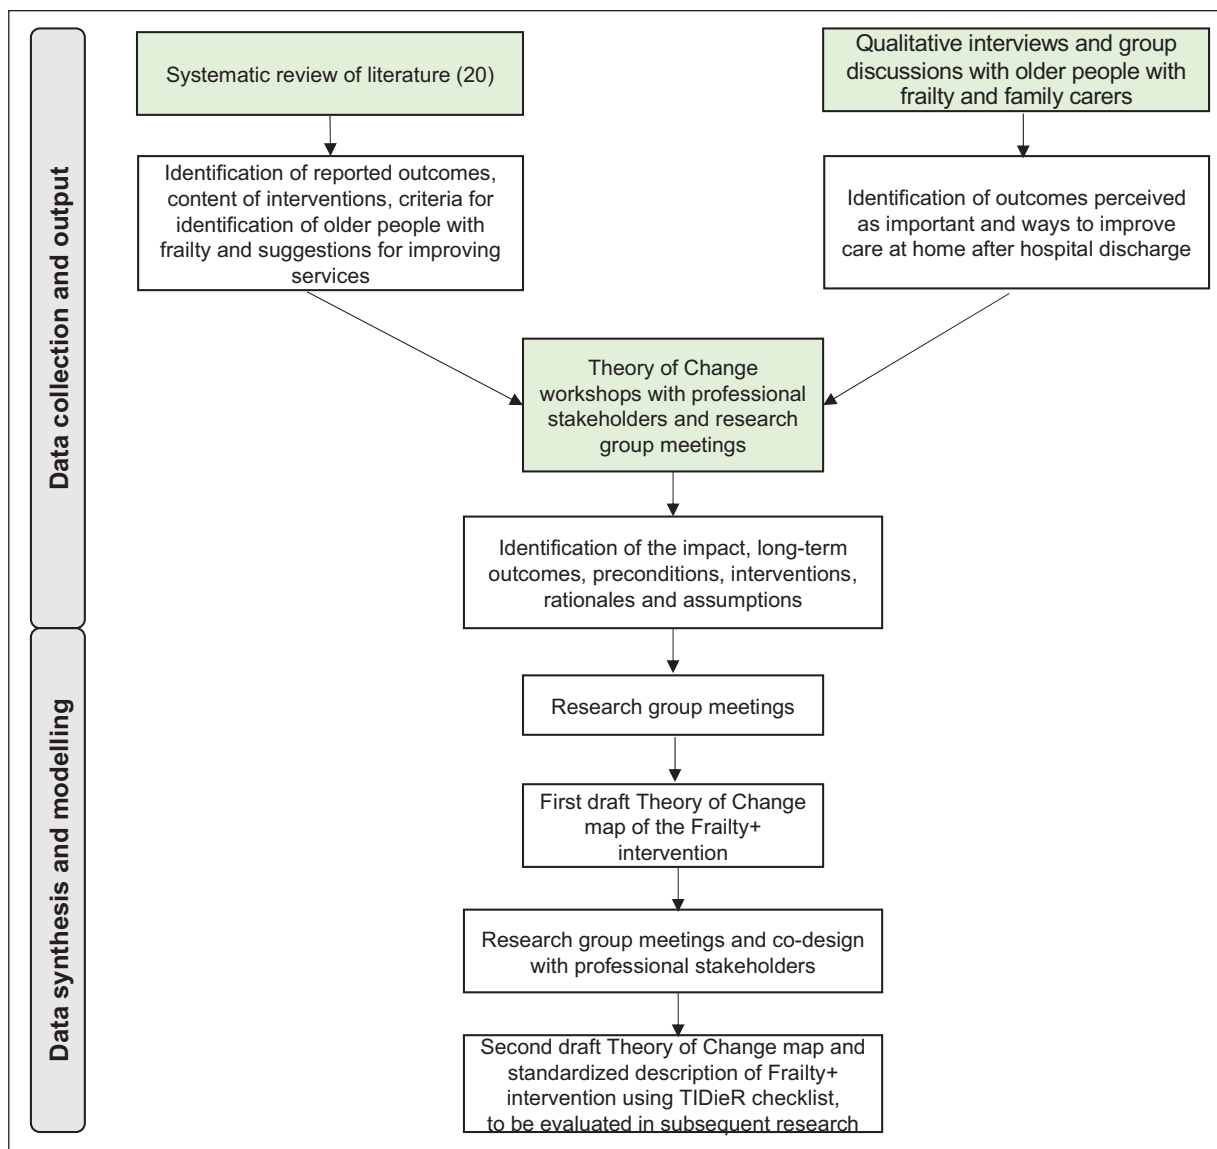 Data collection and output
Systematic review of literature (20)
Qualitative interviews and group
discussions with older people with
frailty and family carers
Identification of reported outcomes,
content of interventions, criteria for
identification of older people with
frailty and suggestions for improving
services
Identification of outcomes perceived
as important and ways to improve
care at home after hospital discharge
Theory of Change
workshops with professional
stakeholders and research
group meetings
Identification of the impact, long-term
outcomes, preconditions, interventions,
rationales and assumptions
Data synthesis and modelling
Research group meetings
First draft Theory of Change
map of the Frailty+
intervention
Research group meetings and co-design
with professional stakeholders
Second draft Theory of Change map and
standardized description of Frailty+
intervention using TIDieR checklist,
to be evaluated in subsequent research